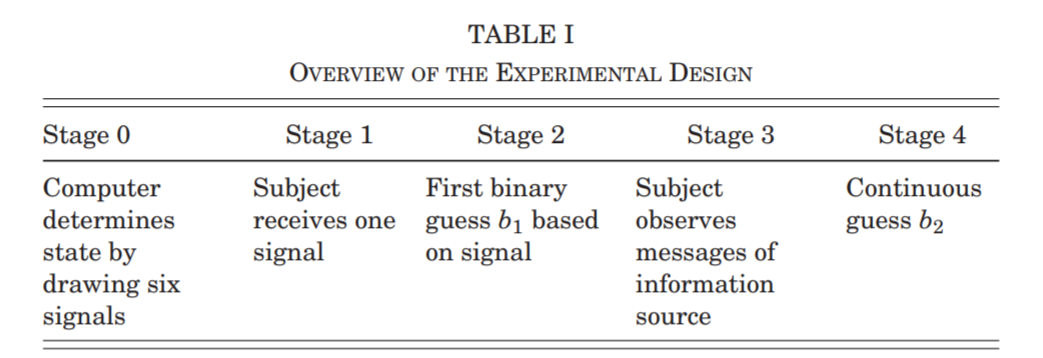 TABLE I
OVERVIEW OF THE EXPERIMENTAL DESIGN
Stage 0 Stage 1 Stage 2 Stage 3 Stage 4
Computer Subject First binary Subject Continuous
determines receives one guess b₁ based observes guess b₂
state by signal on signal messages of
drawing six information
signals source